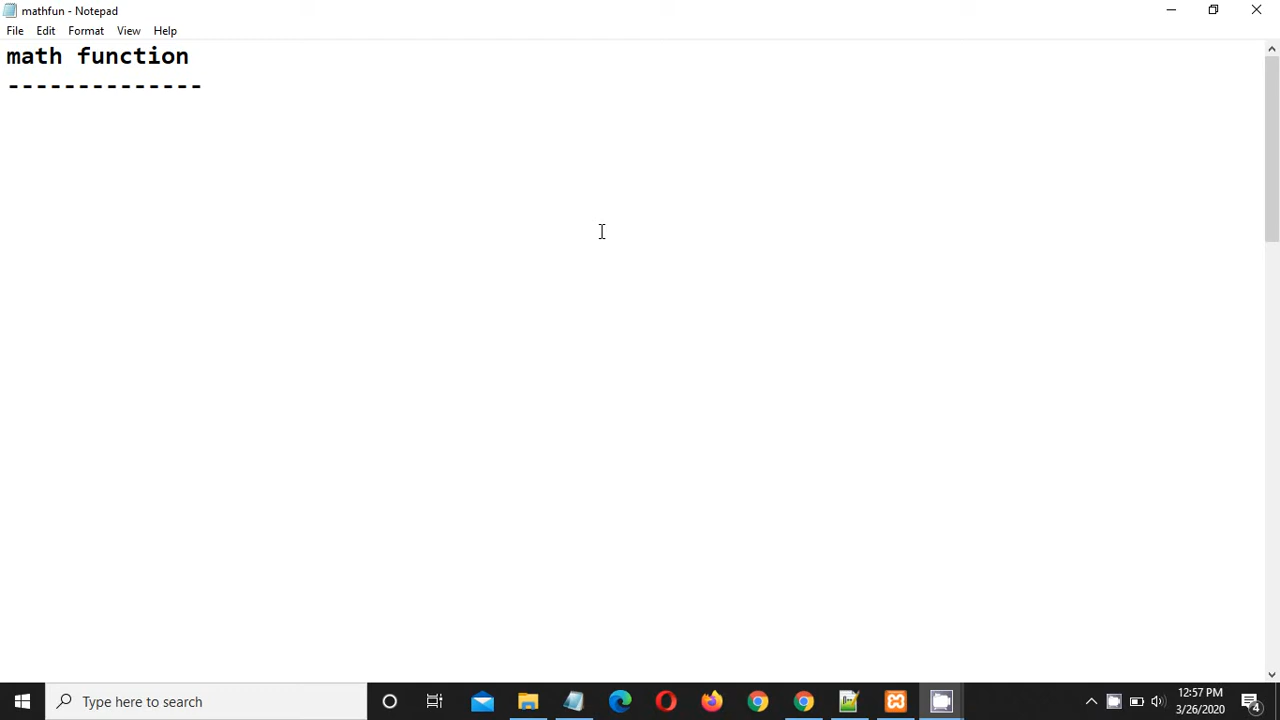 mathfun - Notepad
File Edit Format View Help
math function
--------------
Type here to search
12:57 PM
3/26/2020
4